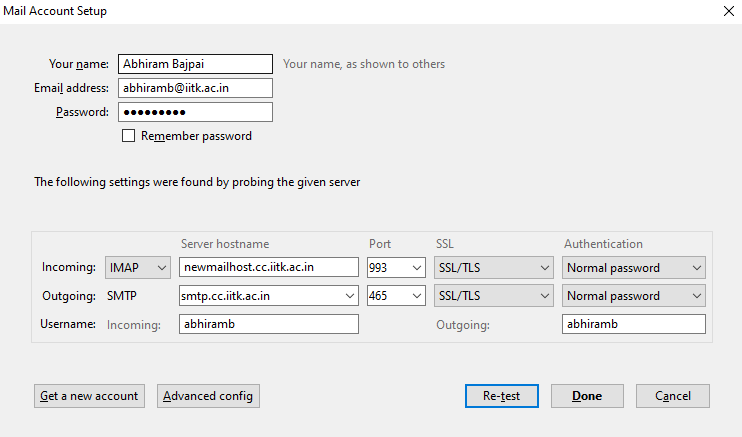 Mail Account Setup
Your name: Abhiram Bajpai Your name, as shown to others
Email address: abhiramb@iitk.ac.in
Password: ●●●●●●●●●
Remember password
The following settings were found by probing the given server
Server hostname Port SSL Authentication
Incoming: IMAP newmailhost.cc.iitk.ac.in 993 SSL/TLS Normal password
Outgoing: SMTP smtp.cc.iitk.ac.in 465 SSL/TLS Normal password
Username: Incoming: abhiramb Outgoing: abhiramb
Get a new account Advanced config Re-test Done Cancel